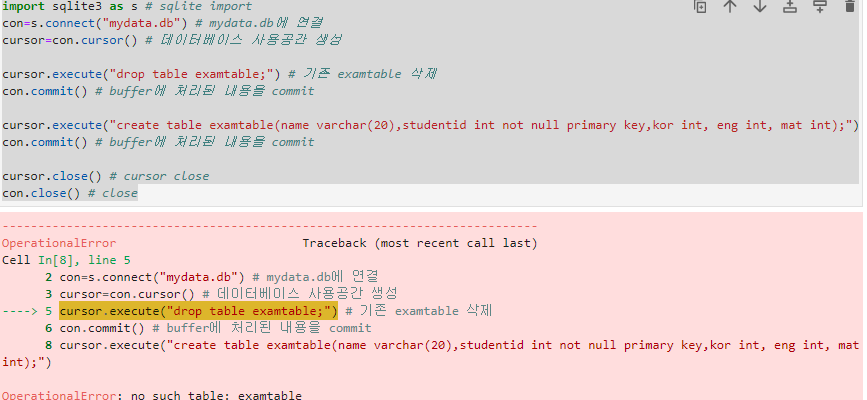 import sqlite3 as s # sqlite import
con=s.connect("mydata.db") # mydata.db에 연결
cursor=con.cursor() # 데이터베이스 사용공간 생성
cursor.execute("drop table examtable;") # 기존 examtable 삭제
con.commit() # buffer에 처리된 내용을 commit
cursor.execute("create table examtable(name varchar(20),studentid int not null primary key,kor int, eng int, mat int);")
con.commit() # buffer에 처리된 내용을 commit
cursor.close() # cursor close
con.close() # close
---------------------------------------------------------------------------
OperationalError Traceback (most recent call last)
Cell In[8], line 5
2 con=s.connect("mydata.db") # mydata.db에 연결
3 cursor=con.cursor() # 데이터베이스 사용공간 생성
----> 5 cursor.execute("drop table examtable;") # 기존 examtable 삭제
6 con.commit() # buffer에 처리된 내용을 commit
8 cursor.execute("create table examtable(name varchar(20),studentid int not null primary key,kor int, eng int, mat
int);")
OperationalError: no such table: examtable